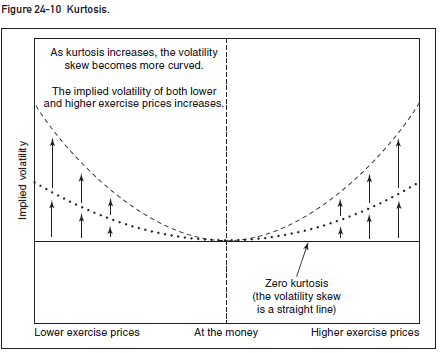 Figure 24-10 Kurtosis.
As kurtosis increases, the volatility
skew becomes more curved.
The implied volatility of both lower
and higher exercise prices increases.
Implied volatility
Zero kurtosis
(the volatility skew
is a straight line)
Lower exercise prices
At the money
Higher exercise prices